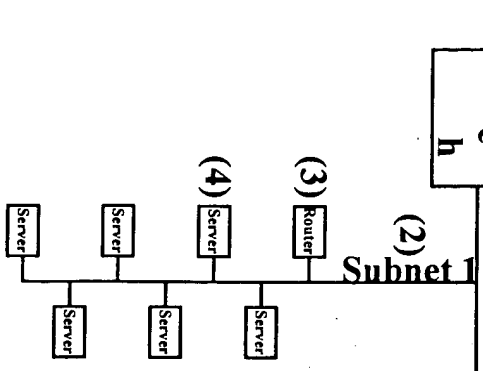 h
(2)
Subnet 1
(3)
Router
(4)
Server
Server
Server
Server
Server
Server